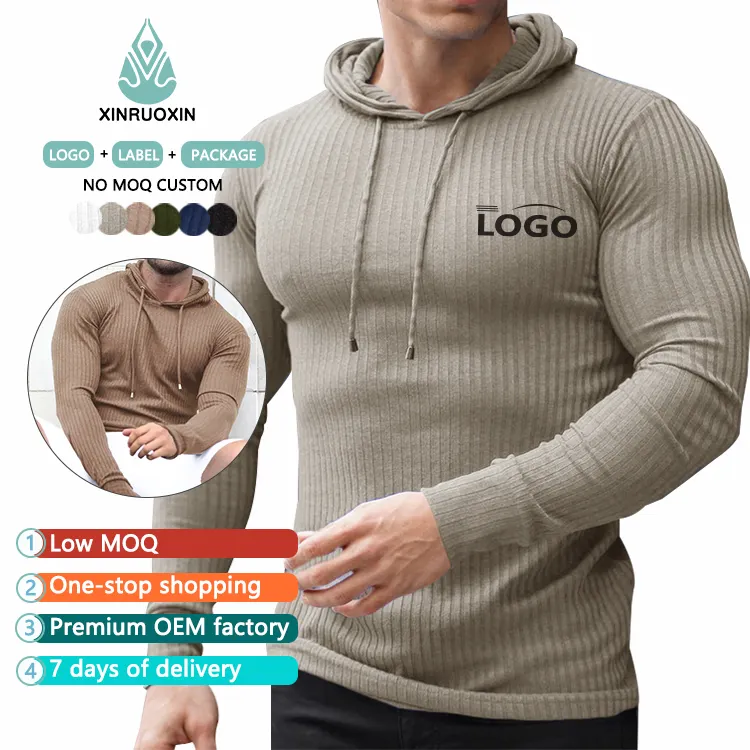 XINRUOXIN
LOGO + LABEL + PACKAGE
NO MOQ CUSTOM
LOGO
1 Low MOQ
2 One-stop shopping
3 Premium OEM factory
4 7 days of delivery